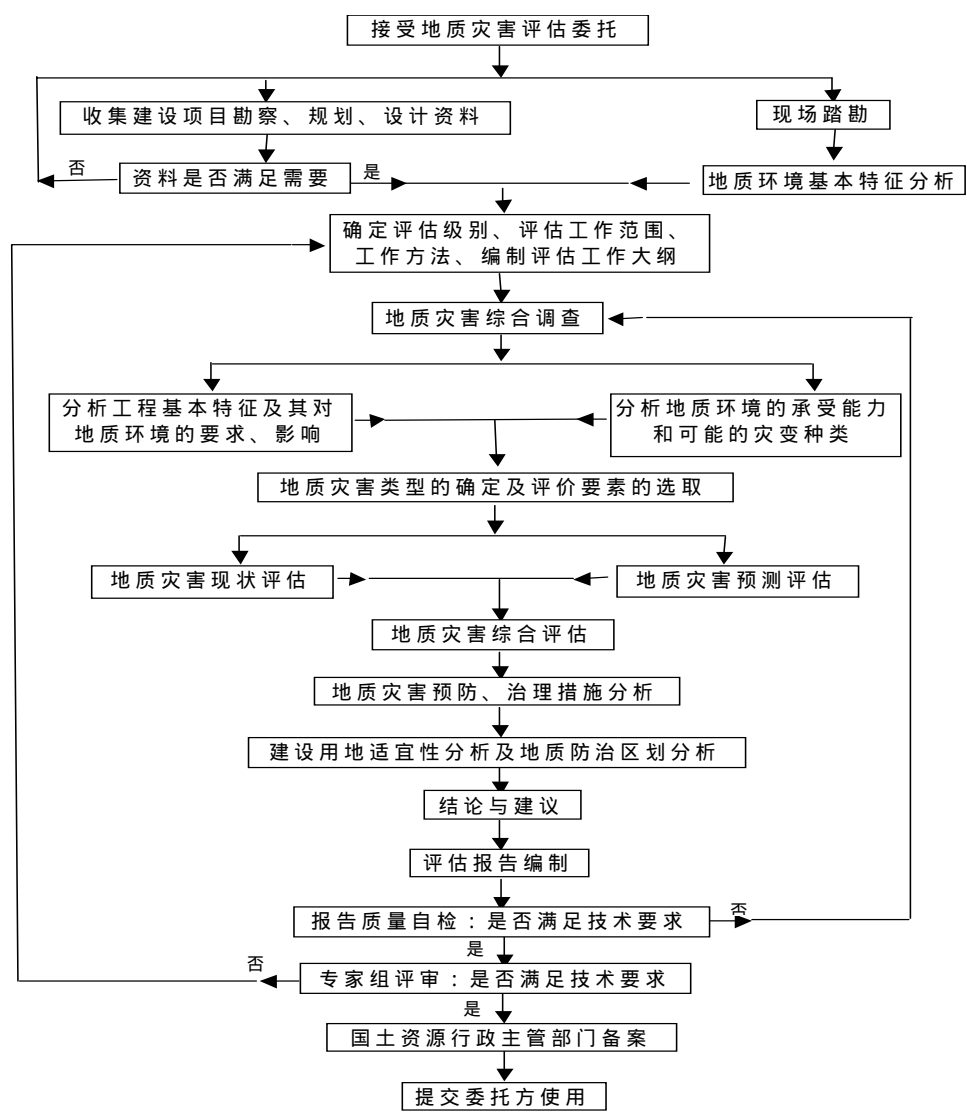 接受地质灾害评估委托
收集建设项目勘察、规划、设计资料
现场踏勘
否
资料是否满足需要
是
地质环境基本特征分析
确定评估级别、评估工作范围、
工作方法、编制评估工作大纲
地质灾害综合调查
分析工程基本特征及其对
地质环境的要求、影响
分析地质环境的承受能力
和可能的灾变种类
地质灾害类型的确定及评价要素的选取
地质灾害现状评估
地质灾害预测评估
地质灾害综合评估
地质灾害预防、治理措施分析
建设用地适宜性分析及地质防治区划分析
结论与建议
评估报告编制
报告质量自检：是否满足技术要求
否
是
否
专家组评审：是否满足技术要求
是
国土资源行政主管部门备案
提交委托方使用